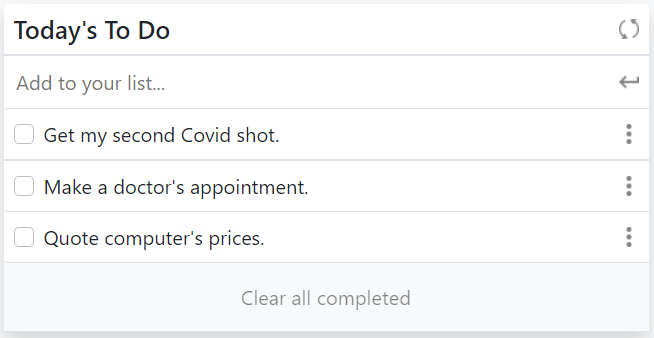 Today's To Do
Add to your list...
Get my second Covid shot.
Make a doctor's appointment.
Quote computer's prices.
Clear all completed